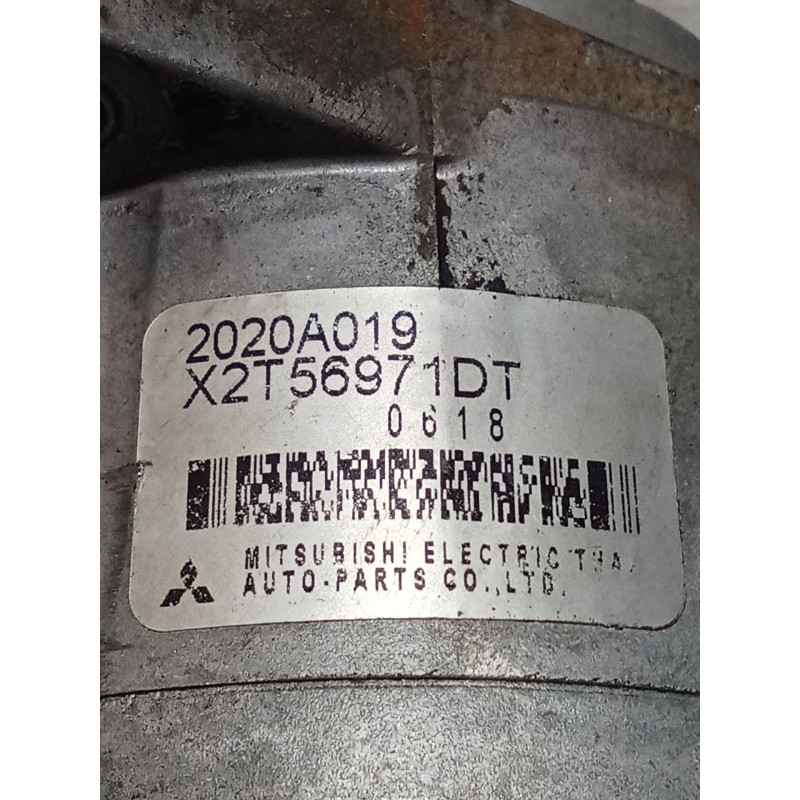 2020A019
X2T56971DT
0618
MITSUBISHI ELECTRIC
AUTO-PARTS CO.,LTD.